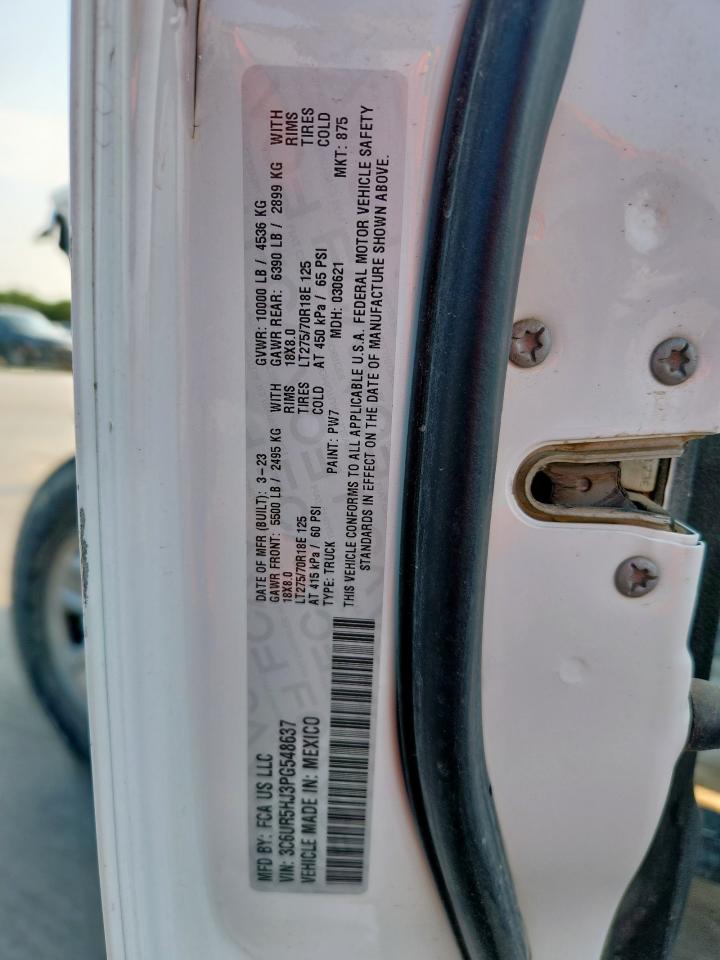 MFD BY: FCA US LLC
VIN: 3C6UR5HJ3PG548637
VEHICLE MADE IN: MEXICO
DATE OF MFR (BUILT): 3-23 GVWR: 10000 LB / 4536 KG
GAWR FRONT: 5500 LB / 2495 KG WITH GAWR REAR: 6390 LB / 2899 KG WITH
18X8.0 RIMS 18X8.0 RIMS
LT275/70R18E 125 TIRES LT275/70R18E 125 TIRES
AT 415 kPa / 60 PSI COLD AT 450 kPa / 65 PSI COLD
TYPE: TRUCK PAINT: PW7 MDH: 030621 MKT: 875
THIS VEHICLE CONFORMS TO ALL APPLICABLE U.S.A. FEDERAL MOTOR VEHICLE SAFETY
STANDARDS IN EFFECT ON THE DATE OF MANUFACTURE SHOWN ABOVE.